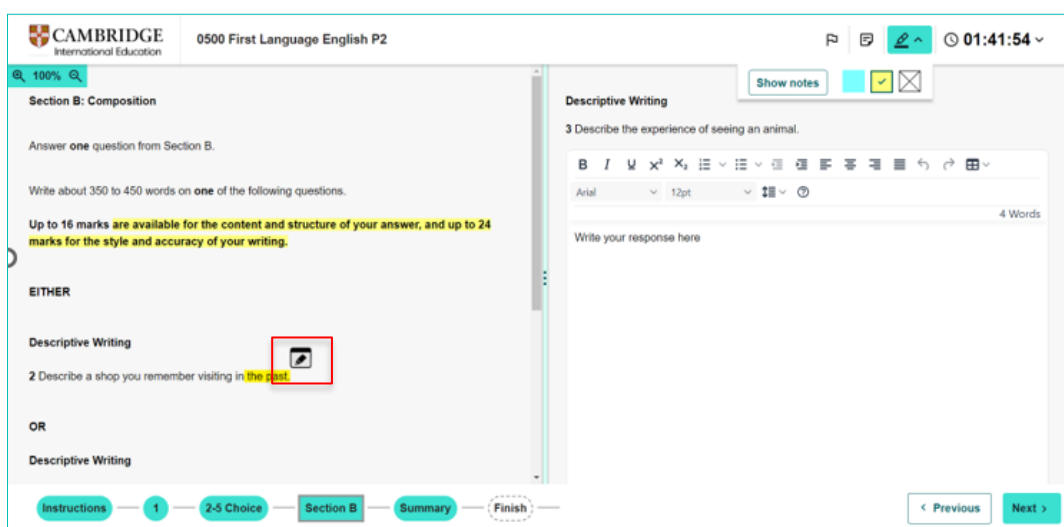 CAMBRIDGE
International Education
0500 First Language English P2
01:41:54
100%
Show notes
Section B: Composition
Answer one question from Section B.
Write about 350 to 450 words on one of the following questions.
Up to 16 marks are available for the content and structure of your answer, and up to 24
marks for the style and accuracy of your writing.
EITHER
Descriptive Writing
2 Describe a shop you remember visiting in the past.
OR
Descriptive Writing
Descriptive Writing
3 Describe the experience of seeing an animal.
B I U x² X₂
Arial 12pt
4 Words
Write your response here
Instructions 1 2-5 Choice Section B Summary Finish
Previous Next